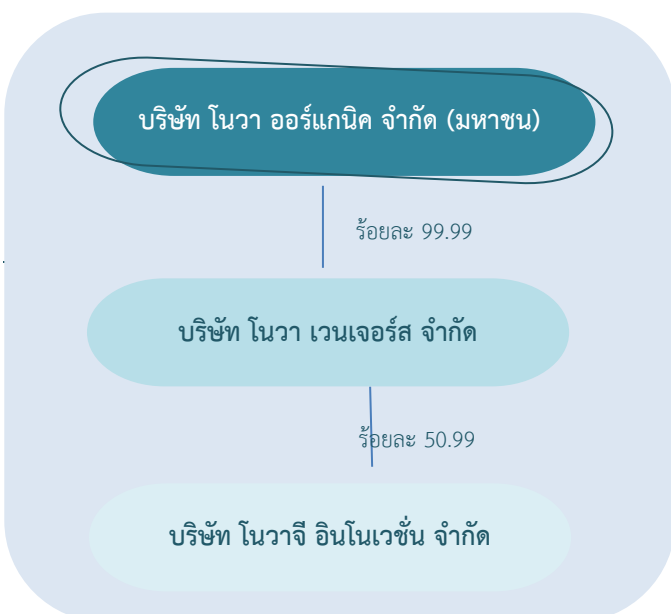 บริษัท โนวา ออร์แกนิค จำกัด (มหาชน)
ร้อยละ 99.99
บริษัท โนวา เวนเจอร์ส จำกัด
ร้อยละ 50.99
บริษัท โนวาจี อินโนเวชั่น จำกัด